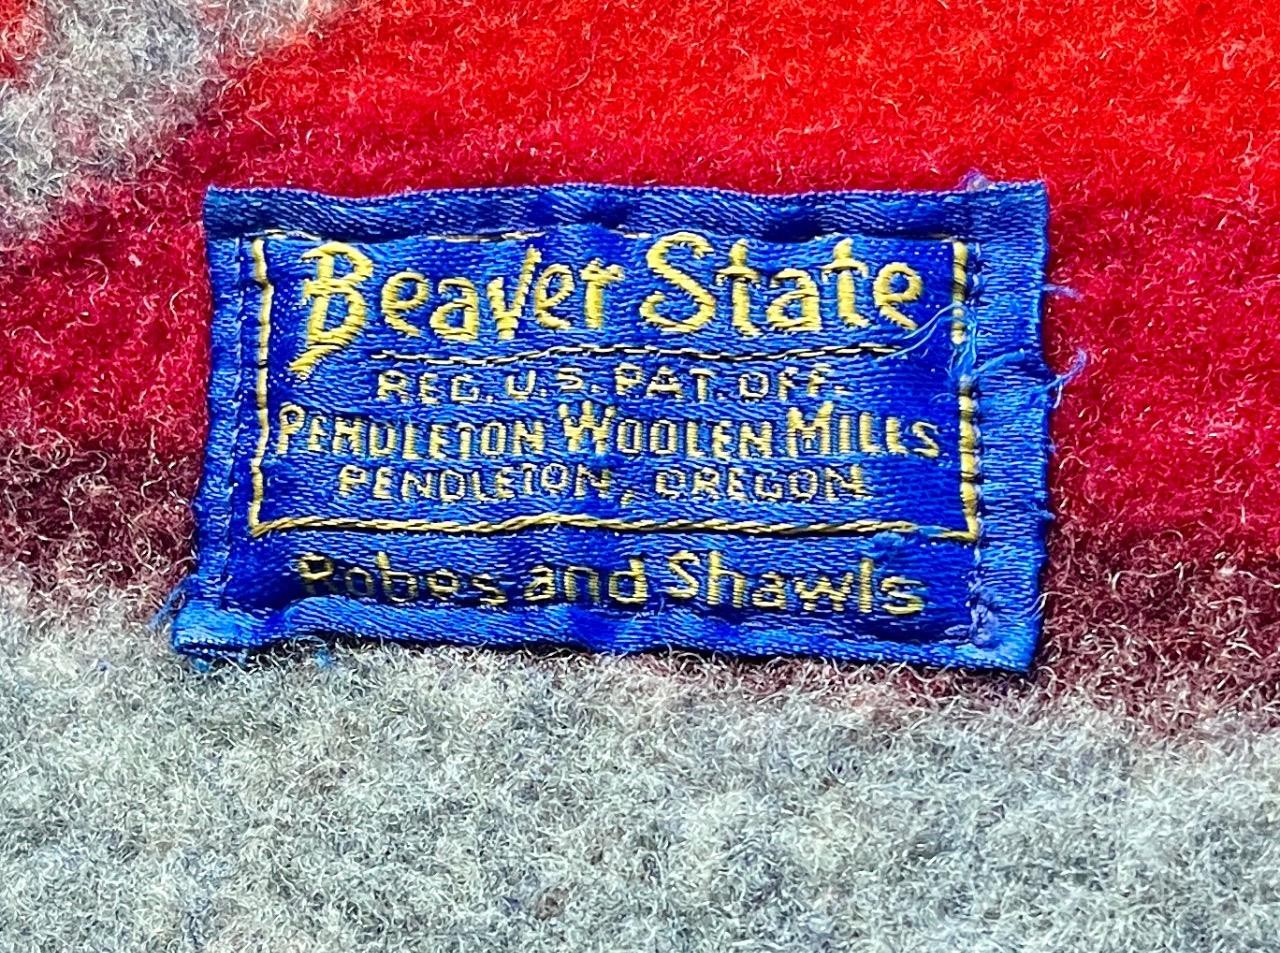 Beaver State
REG. U.S. PAT. OFF.
PENDLETON WOOLEN MILLS
PENDLETON, OREGON
Robes and Shawls